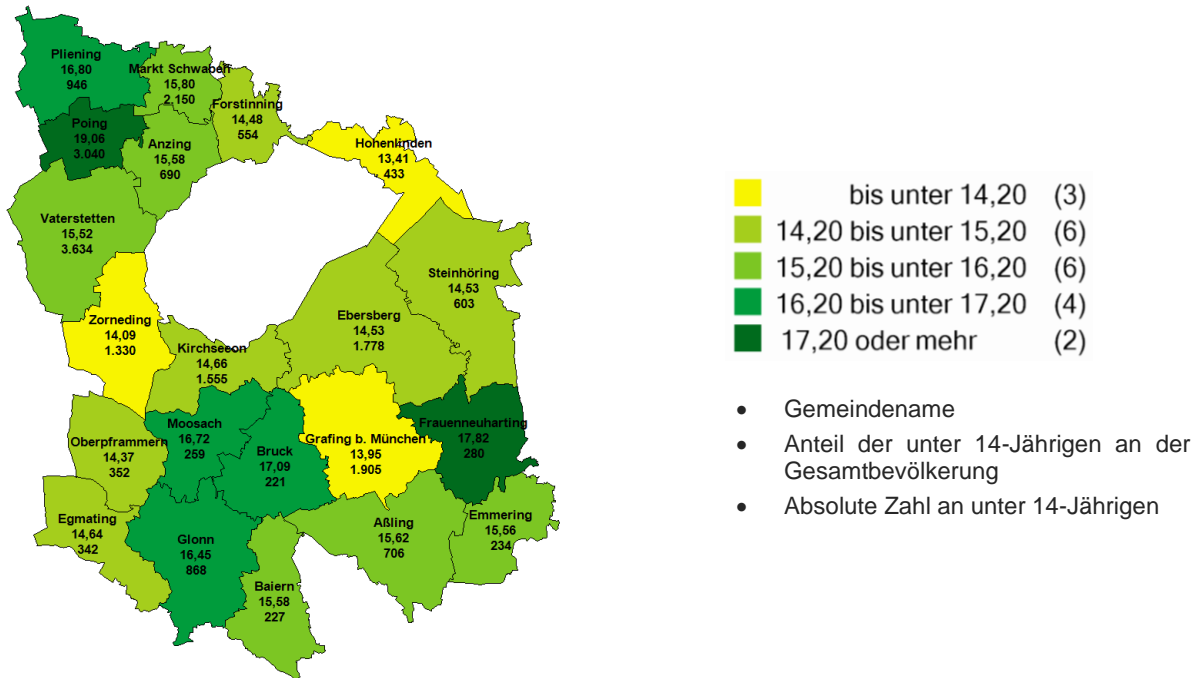 Pliening
16,80
946
Markt Schwaben
15,80
2.150
Forstinning
14,48
554
Poing
19,06
3.040
Anzing
15,58
690
Hohenlinden
13,41
433
Vaterstetten
15,52
3.634
Steinhöring
14,53
603
Zorneding
14,09
1.330
Ebersberg
14,53
1.778
Kirchseeon
14,66
1.555
Moosach
16,72
259
Bruck
17,09
221
Grafing b. München
13,95
1.905
Frauenneuharting
17,82
280
Oberpframmern
14,37
352
Egmating
14,64
342
Glonn
16,45
868
Baiern
15,58
227
Aßling
15,62
706
Emmering
15,56
234
bis unter 14,20 (3)
14,20 bis unter 15,20 (6)
15,20 bis unter 16,20 (6)
16,20 bis unter 17,20 (4)
17,20 oder mehr (2)
• Gemeindename
• Anteil der unter 14-Jährigen an der
Gesamtbevölkerung
• Absolute Zahl an unter 14-Jährigen